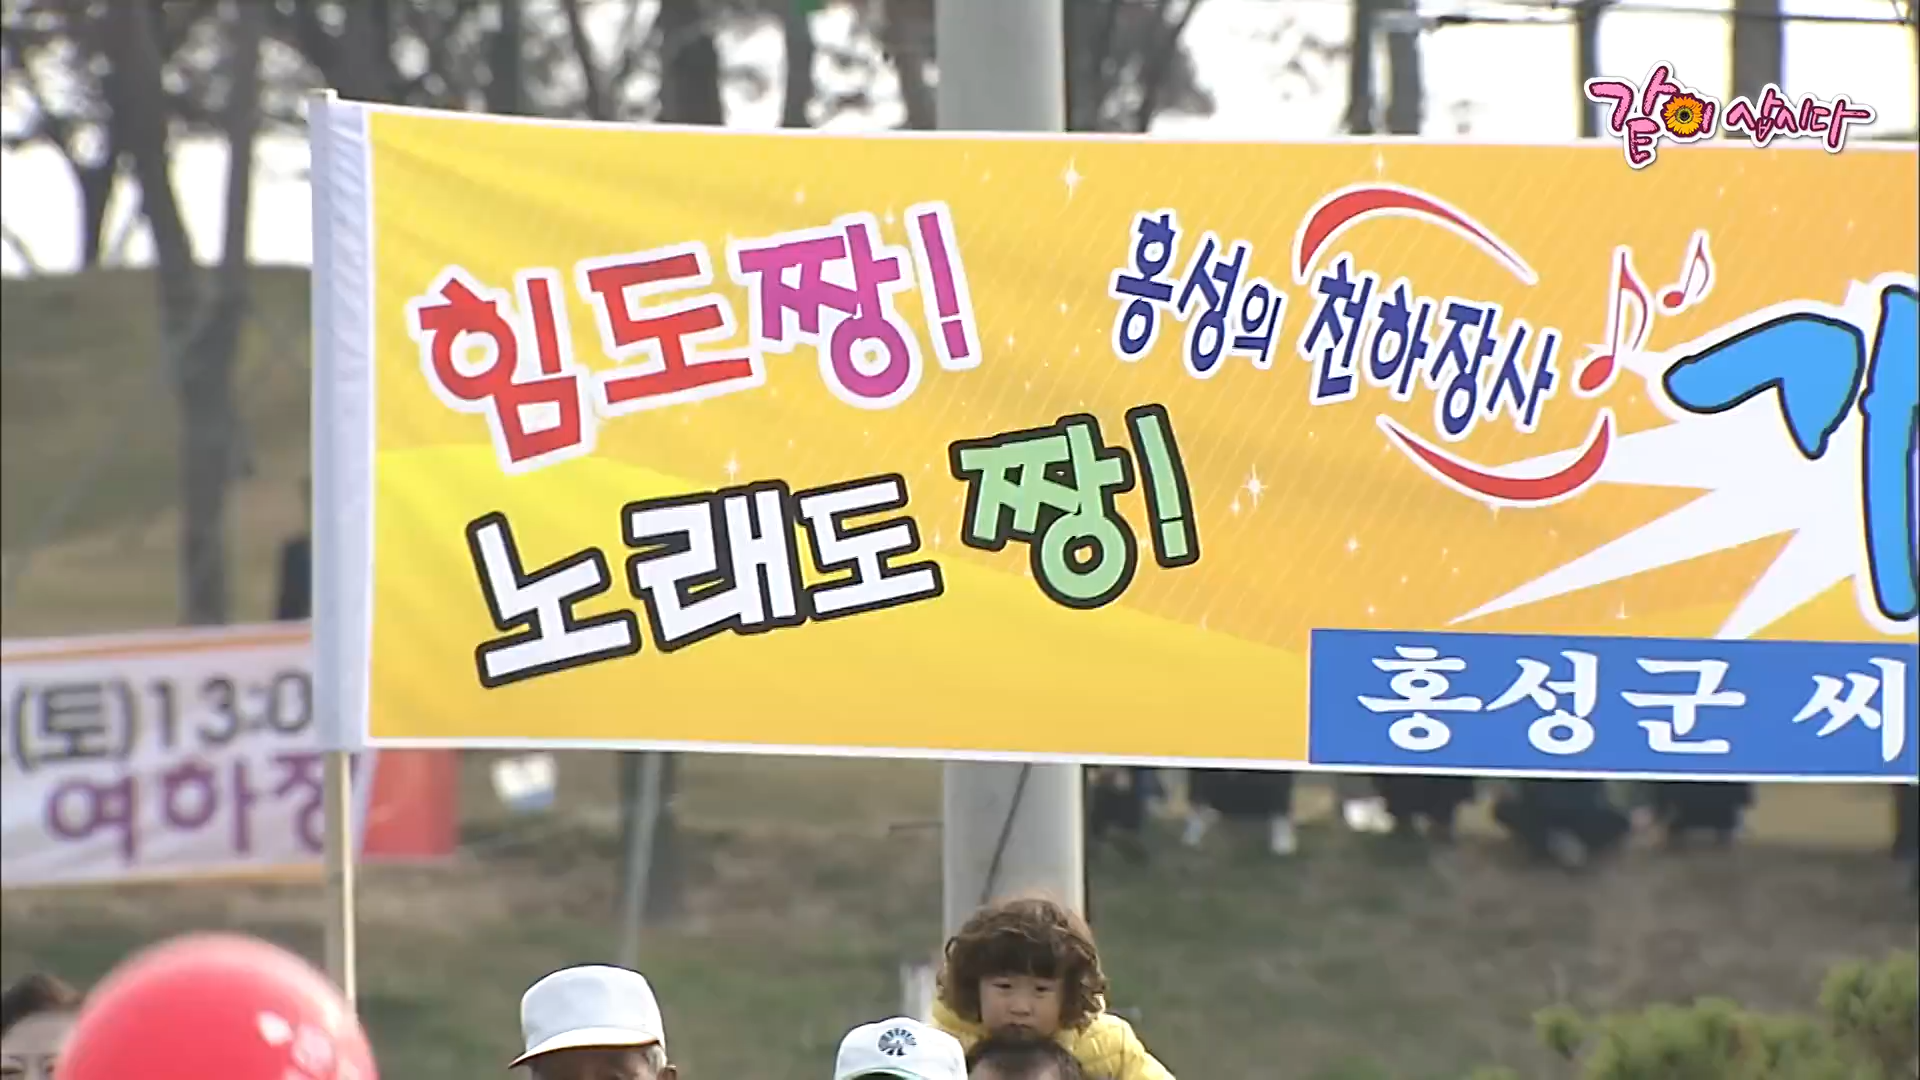 같이 삽시다
힘도 짱!
홍성의 천하장사
노래도 짱!
홍성군 씨
(토)13:0
여하